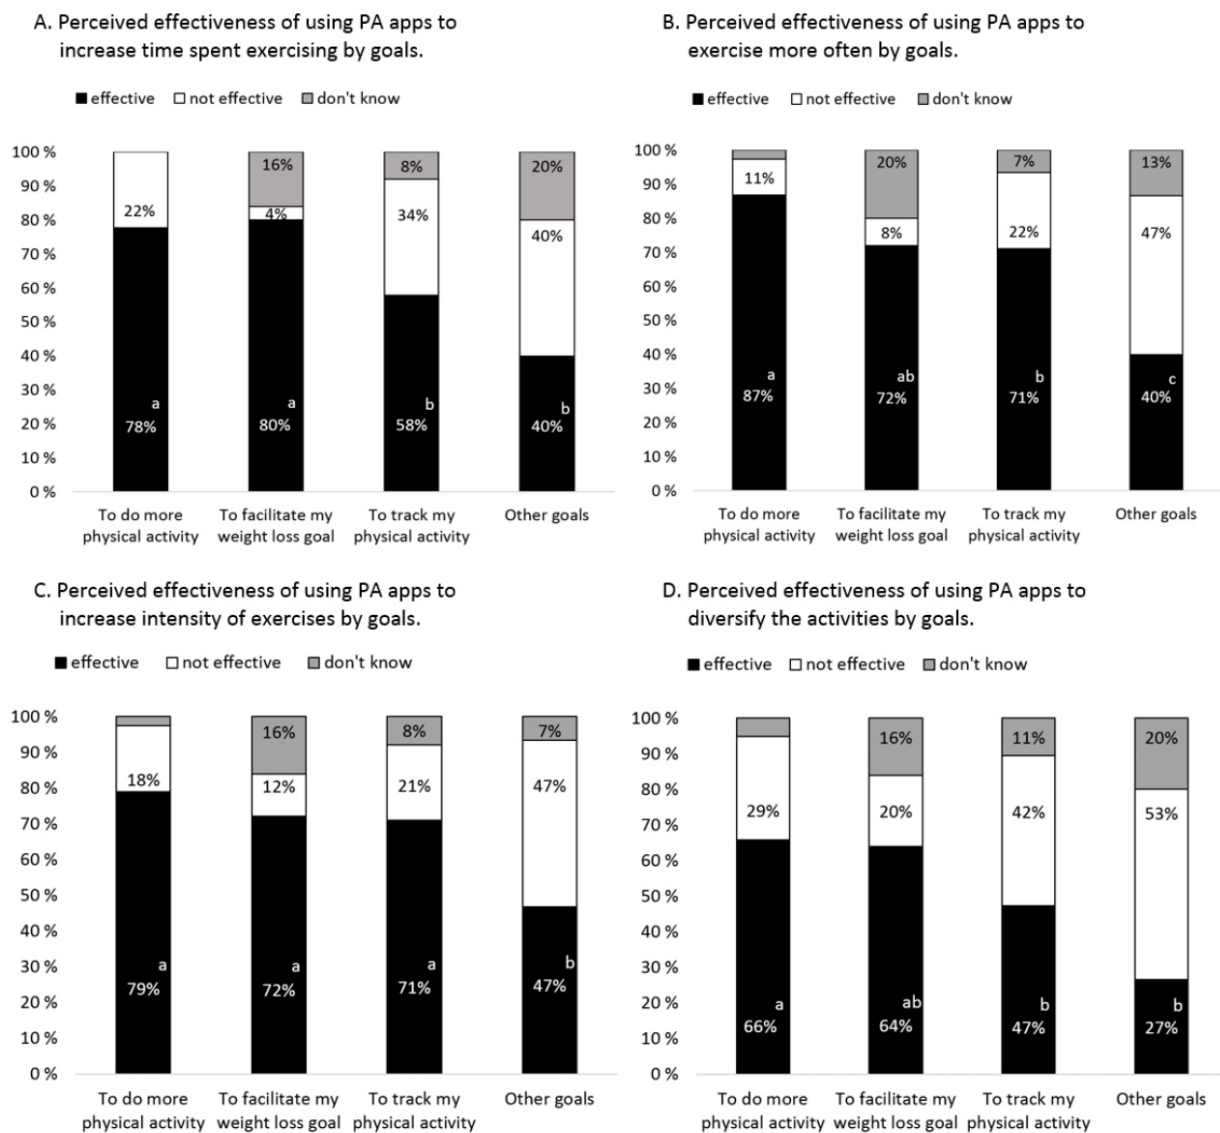 A. Perceived effectiveness of using PA apps to
increase time spent exercising by goals.
effective not effective don't know
100 %
90 %
80 %
70 %
60 %
50 %
40 %
30 %
20 %
10 %
0 %
22%
a
78%
16%
4%
a
80%
8%
34%
b
58%
20%
40%
b
40%
To do more
physical activity
To facilitate my
weight loss goal
To track my
physical activity
Other goals
B. Perceived effectiveness of using PA apps to
exercise more often by goals.
effective not effective don't know
100 %
90 %
80 %
70 %
60 %
50 %
40 %
30 %
20 %
10 %
0 %
11%
a
87%
20%
8%
ab
72%
7%
22%
b
71%
13%
47%
c
40%
To do more
physical activity
To facilitate my
weight loss goal
To track my
physical activity
Other goals
C. Perceived effectiveness of using PA apps to
increase intensity of exercises by goals.
effective not effective don't know
100 %
90 %
80 %
70 %
60 %
50 %
40 %
30 %
20 %
10 %
0 %
18%
a
79%
16%
12%
a
72%
8%
21%
a
71%
7%
47%
b
47%
To do more
physical activity
To facilitate my
weight loss goal
To track my
physical activity
Other goals
D. Perceived effectiveness of using PA apps to
diversify the activities by goals.
effective not effective don't know
100 %
90 %
80 %
70 %
60 %
50 %
40 %
30 %
20 %
10 %
0 %
29%
a
66%
16%
20%
ab
64%
11%
42%
b
47%
20%
53%
b
27%
To do more
physical activity
To facilitate my
weight loss goal
To track my
physical activity
Other goals